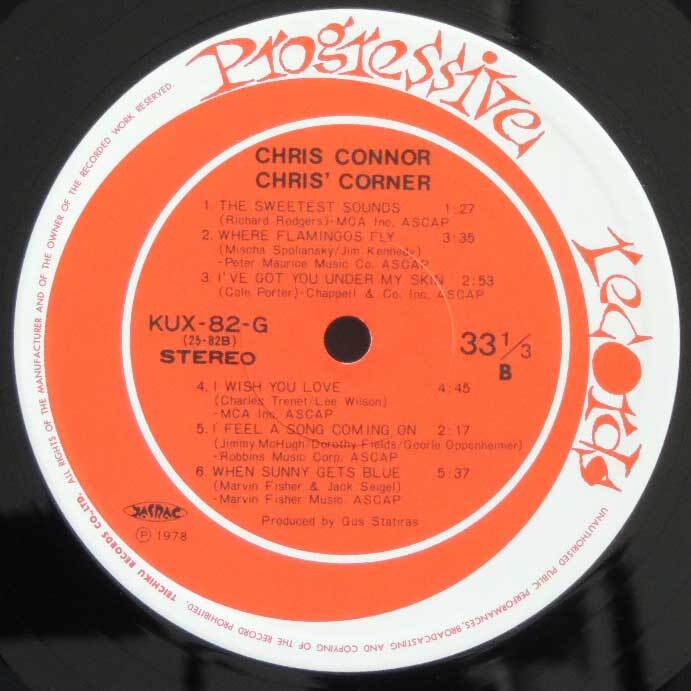 Progressive records
CHRIS CONNOR
CHRIS' CORNER
1. THE SWEETEST SOUNDS 1:27
(Richard Rodgers)-MCA Inc. ASCAP
2. WHERE FLAMINGOS FLY 3:35
(Mischa Spoliansky/Jim Kennedy)
-Peter Maurice Music Co. ASCAP
3. I'VE GOT YOU UNDER MY SKIN 2:53
(Cole Porter)-Chappell & Co. Inc. ASCAP
KUX-82-G
(25-82B)
STEREO
33 1/3
B
4. I WISH YOU LOVE 4:45
(Charles Trenet/Lee Wilson)
-MCA Inc. ASCAP
5. I FEEL A SONG COMING ON 2:17
(Jimmy McHugh/Dorothy Fields/Georle Oppenheimer)
-Robbins Music Corp. ASCAP
6. WHEN SUNNY GETS BLUE 5:37
(Marvin Fisher & Jack Seigel)
-Marvin Fisher Music. ASCAP
Produced by Gus Statiras
JASRAC
Ⓟ 1978
TEICHIKU RECORDS CO.,LTD. ALL RIGHTS OF THE MANUFACTURER AND OF THE OWNER OF THE RECORDED WORK RESERVED.
UNAUTHORISED PUBLIC PERFORMANCES, BROADCASTING AND COPYING OF THE RECORD PROHIBITED.